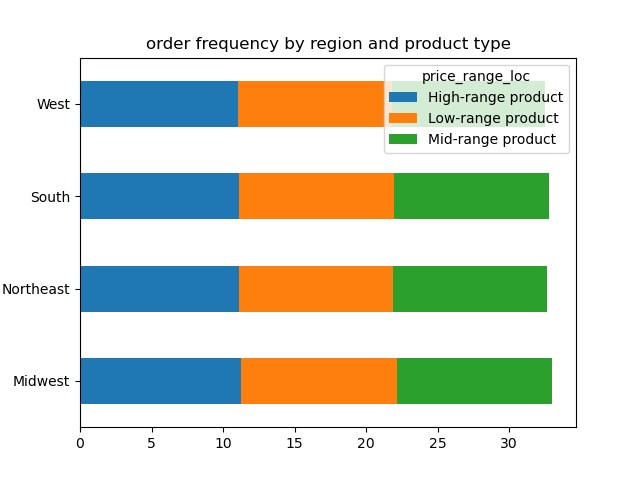 order frequency by region and product type
price_range_loc
High-range product
Low-range product
Mid-range product
West
South
Northeast
Midwest
0 5 10 15 20 25 30